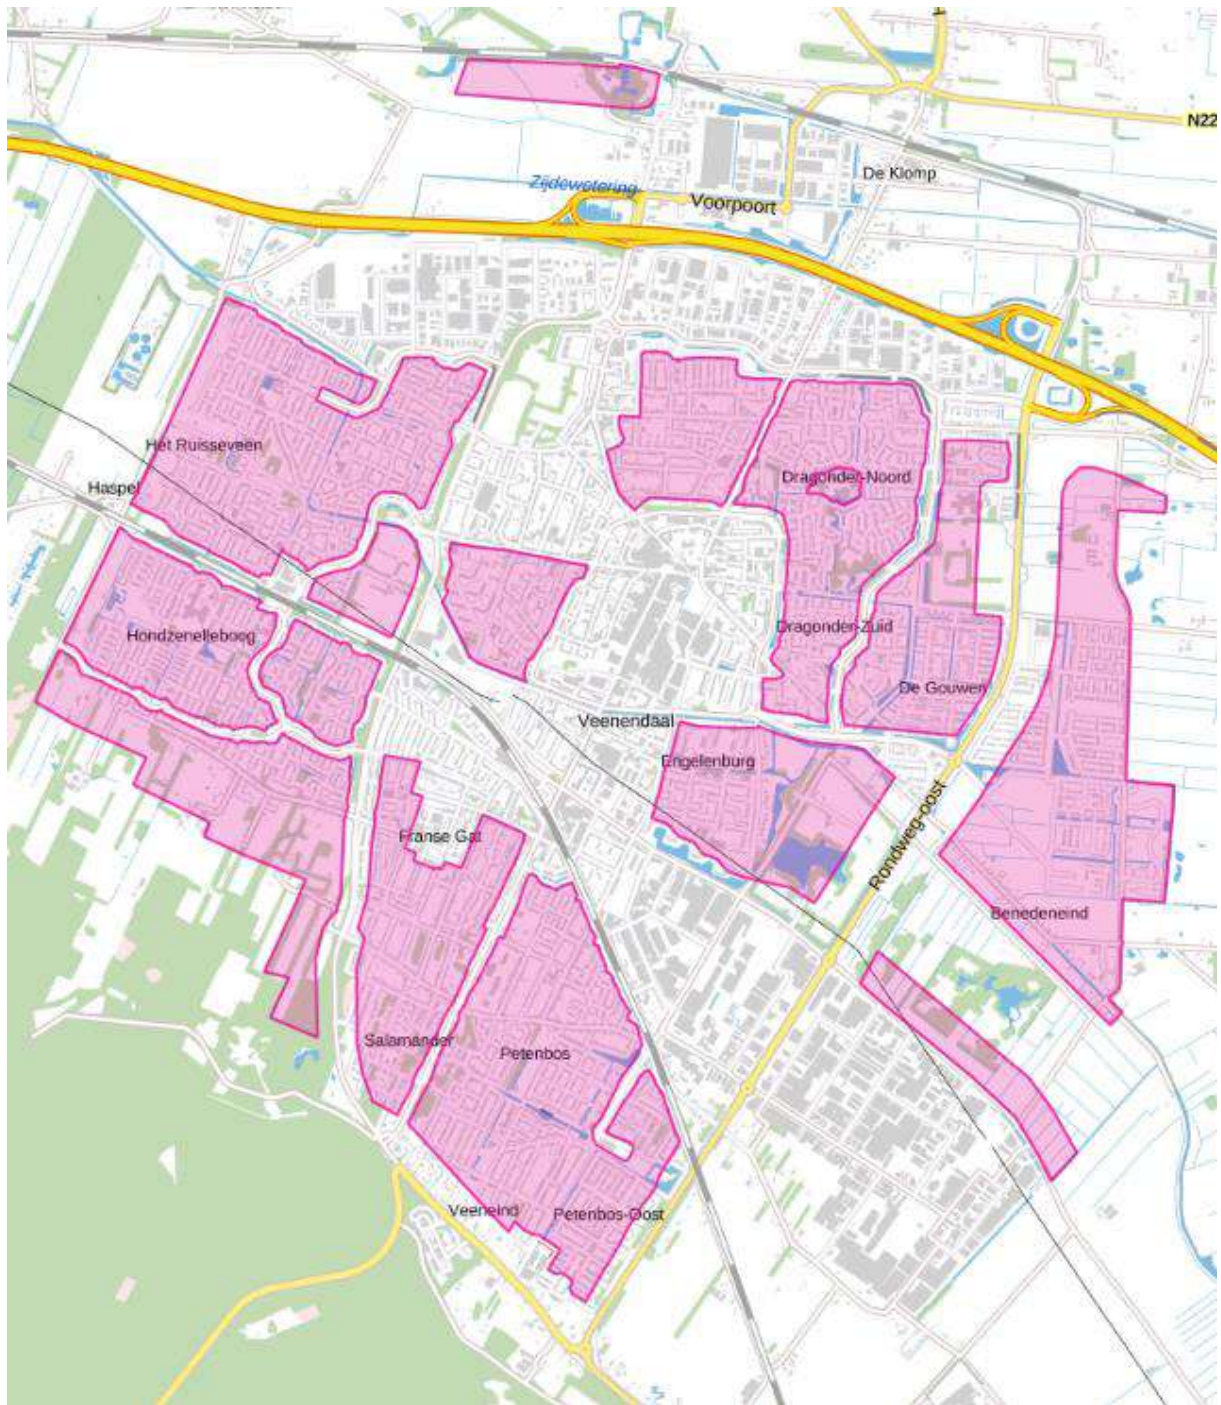 N22
De Klomp
Zijdewetering
Voorpoort
Het Ruisseveen
Dragonder-Noord
Haspel
Hondzenelleboog
Dragonder-Zuid
De Gouwen
Veenendaal
Engelenburg
Rondweg-oost
Franse Gat
Benedeneind
Salamander
Petenbos
Veeneind
Petenbos-Oost